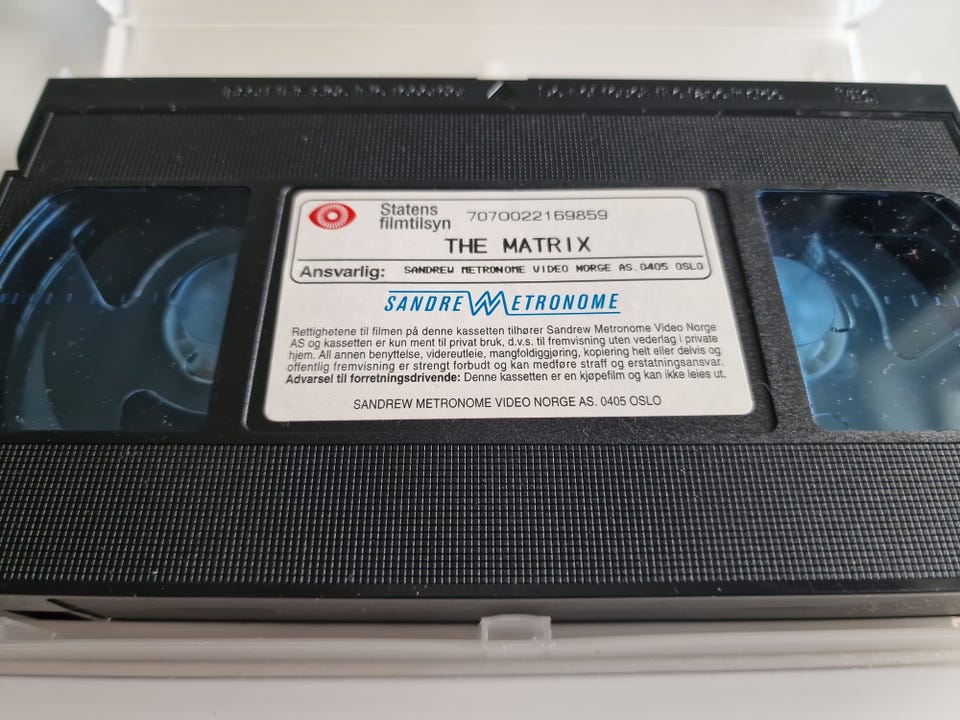 Statens
filmtilsyn 7070022169859
THE MATRIX
Ansvarlig: SANDREW METRONOME VIDEO NORGE AS.0405 OSLO
SANDREWMETRONOME
Rettighetene til filmen på denne kassetten tilhører Sandrew Metronome Video Norge
AS og kassetten er kun ment til privat bruk, d.v.s. til fremvisning uten vederlag i private
hjem. All annen benyttelse, videreutleie, mangfoldiggjøring, kopiering helt eller delvis og
offentlig fremvisning er strengt forbudt og kan medføre straff og erstatningsansvar.
Advarsel til forretningsdrivende: Denne kassetten er en kjøpefilm og kan ikke leies ut.
SANDREW METRONOME VIDEO NORGE AS. 0405 OSLO